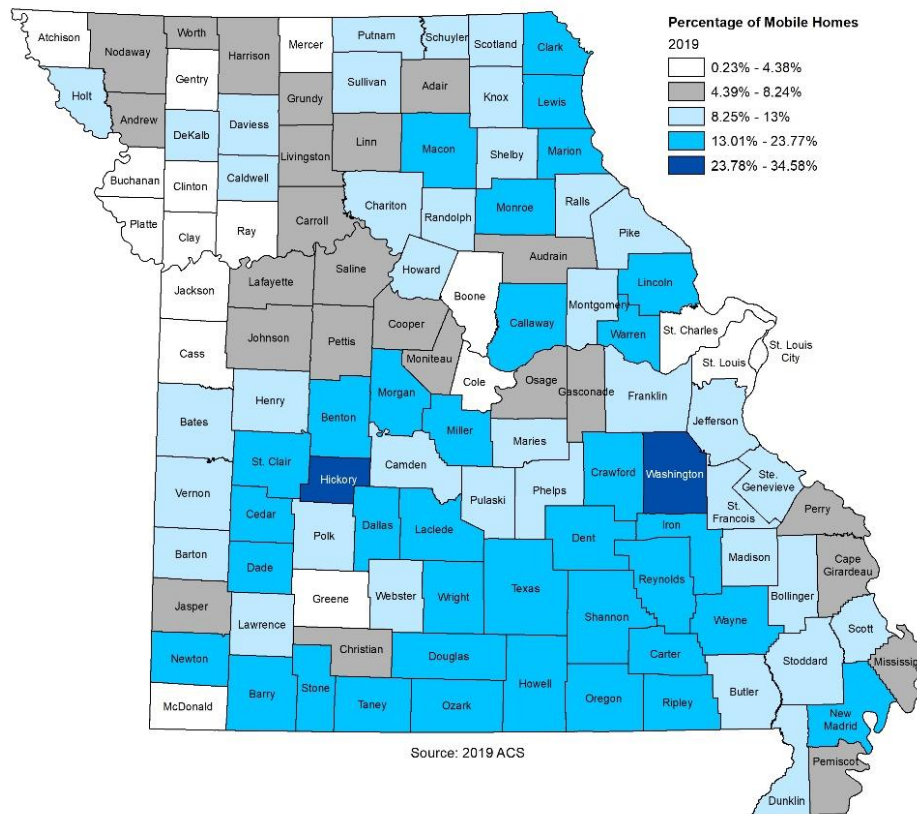 Percentage of Mobile Homes
2019
0.23% - 4.38%
4.39% - 8.24%
8.25% - 13%
13.01% - 23.77%
23.78% - 34.58%
Atchison
Nodaway
Worth
Harrison
Mercer
Putnam
Schuyler
Scotland
Clark
Gentry
Holt
Sullivan
Adair
Knox
Lewis
Grundy
Andrew
DeKalb
Daviess
Linn
Macon
Shelby
Marion
Livingston
Buchanan
Clinton
Caldwell
Chariton
Randolph
Monroe
Ralls
Platte
Clay
Ray
Carroll
Pike
Audrain
Saline
Howard
Lafayette
Jackson
Boone
Lincoln
Montgomery
Callaway
Cooper
Warren
St. Charles
Johnson
Pettis
Cass
Moniteau
St. Louis
St. Louis
City
Cole
Osage
Gasconade
Franklin
Morgan
Henry
Benton
Bates
Miller
Jefferson
Maries
St. Clair
Camden
Crawford
Washington
Hickory
Ste.
Genevieve
Vernon
Pulaski
Phelps
St.
Francois
Cedar
Dallas
Laclede
Iron
Perry
Polk
Dent
Barton
Madison
Cape
Girardeau
Dade
Reynolds
Texas
Greene
Webster
Wright
Bollinger
Jasper
Shannon
Wayne
Lawrence
Scott
Christian
Douglas
Carter
Stoddard
Mississip
Newton
Howell
Barry
Stone
Oregon
Ripley
Butler
McDonald
Taney
Ozark
New
Madrid
Source: 2019 ACS
Pemiscot
Dunklin